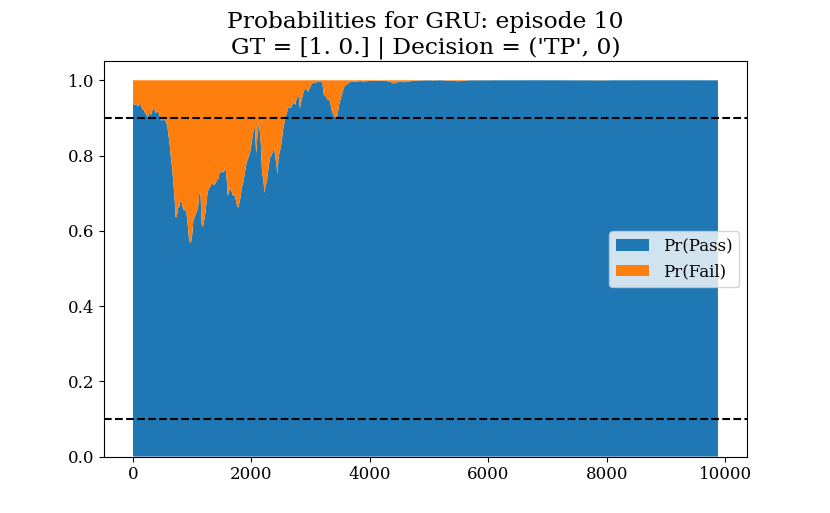 Probabilities for GRU: episode 10
GT = [1. 0.] | Decision = ('TP', 0)
1.0
0.8
0.6
0.4
0.2
0.0
Pr(Pass)
Pr(Fail)
0 2000 4000 6000 8000 10000